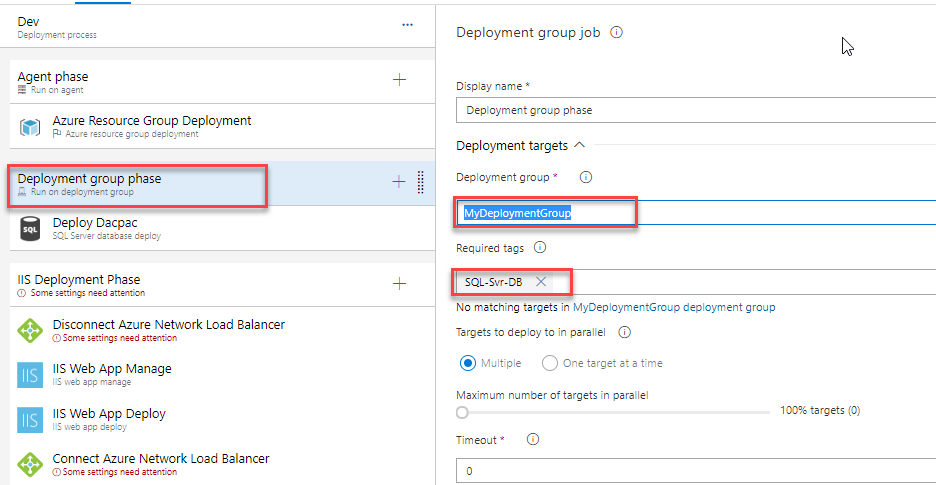 Dev
...
Deployment process
Agent phase
Run on agent
Azure Resource Group Deployment
Azure resource group deployment
Deployment group phase
Run on deployment group
SQL
Deploy Dacpac
SQL Server database deploy
IIS Deployment Phase
Some settings need attention
Disconnect Azure Network Load Balancer
Some settings need attention
IIS
IIS Web App Manage
IIS web app manage
IIS
IIS Web App Deploy
IIS web app deploy
Connect Azure Network Load Balancer
Some settings need attention
Deployment group job
Display name *
Deployment group phase
Deployment targets
Deployment group *
MyDeploymentGroup
Required tags
SQL-Svr-DB
No matching targets in MyDeploymentGroup deployment group
Targets to deploy to in parallel
Multiple One target at a time
Maximum number of targets in parallel
100% targets (0)
Timeout *
0